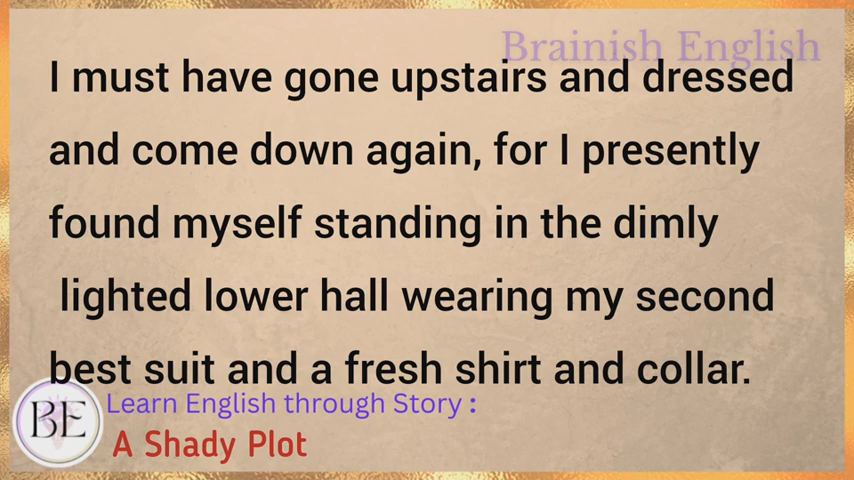 Brainish English
I must have gone upstairs and dressed
and come down again, for I presently
found myself standing in the dimly
lighted lower hall wearing my second
best suit and a fresh shirt and collar.
BE
Learn English through Story :
A Shady Plot